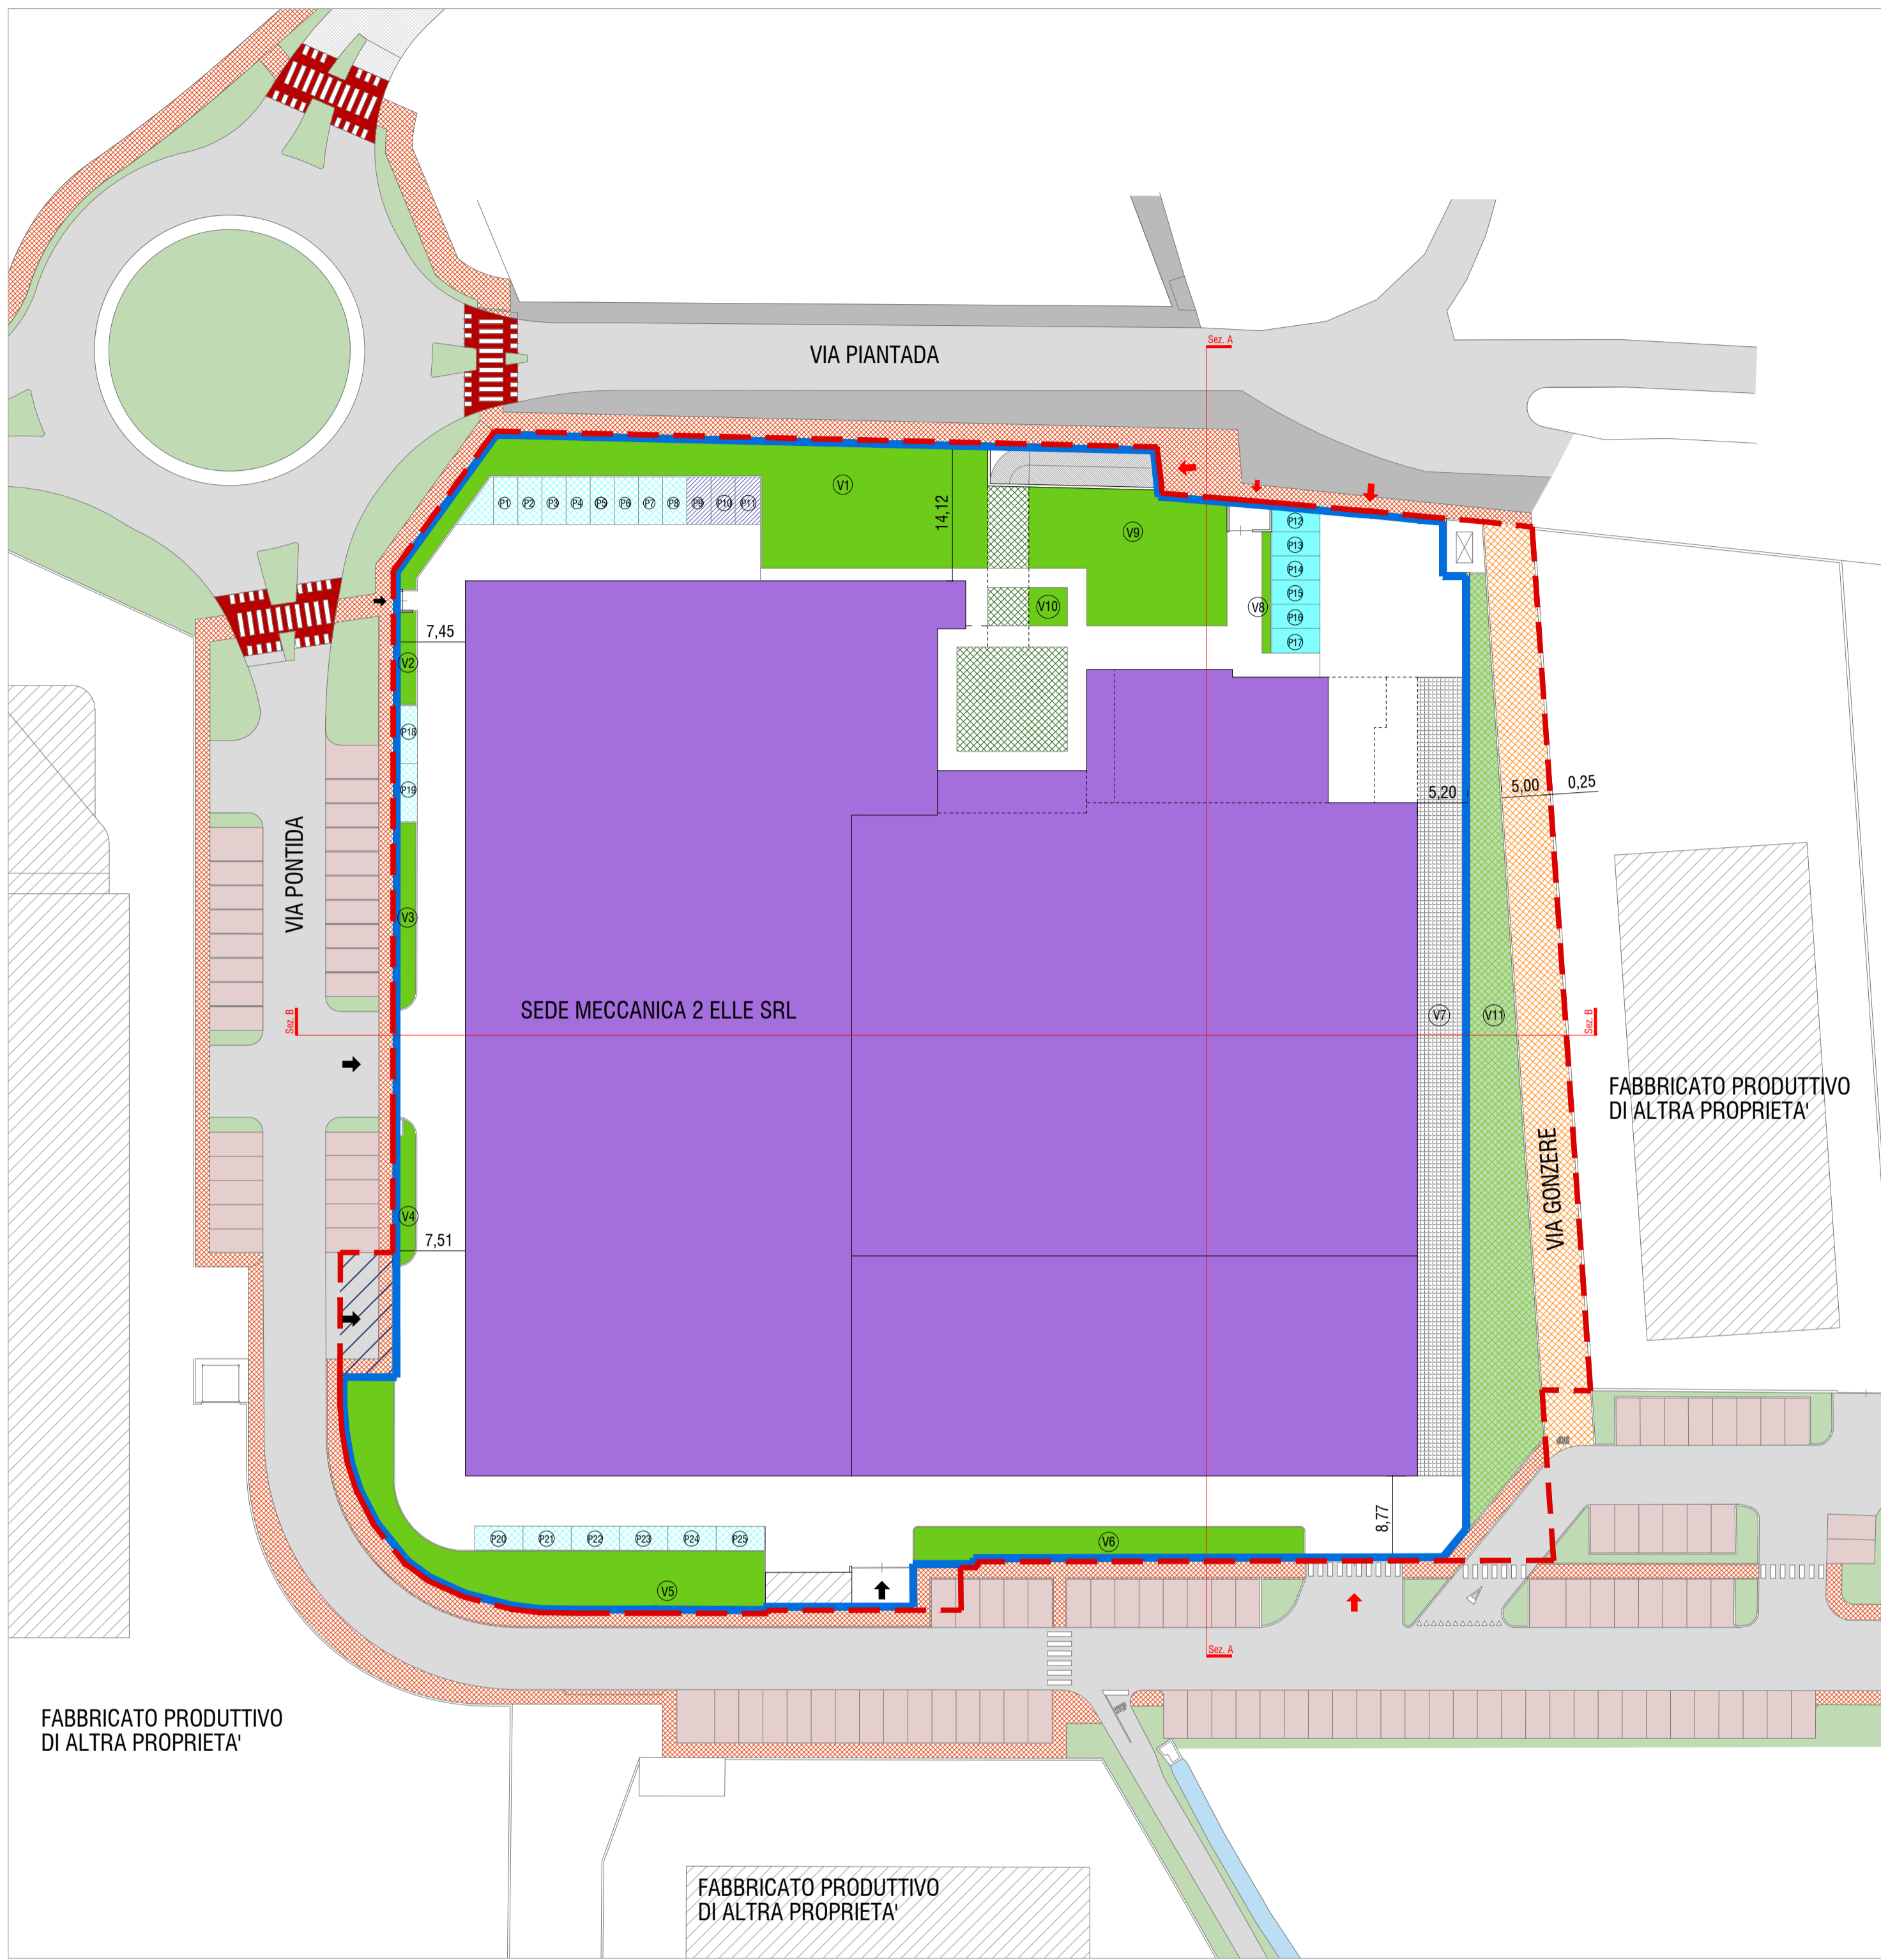 VIA PIANTADA
Sez. A
P1
P2
P3
P4
P5
P6
P7
P8
P9
P10
P11
V1
14,12
V9
P12
P13
P14
P15
P16
P17
V8
V10
7,45
V2
P18
P19
V3
VIA PONTIDA
5,20
5,00
0,25
SEDE MECCANICA 2 ELLE SRL
Sez. B
V7
V11
Sez. B
FABBRICATO PRODUTTIVO
DI ALTRA PROPRIETA'
VIA GONZERE
V4
7,51
STOP
8,77
P20
P21
P22
P23
P24
P25
V6
V5
Sez. A
STOP
FABBRICATO PRODUTTIVO
DI ALTRA PROPRIETA'
FABBRICATO PRODUTTIVO
DI ALTRA PROPRIETA'